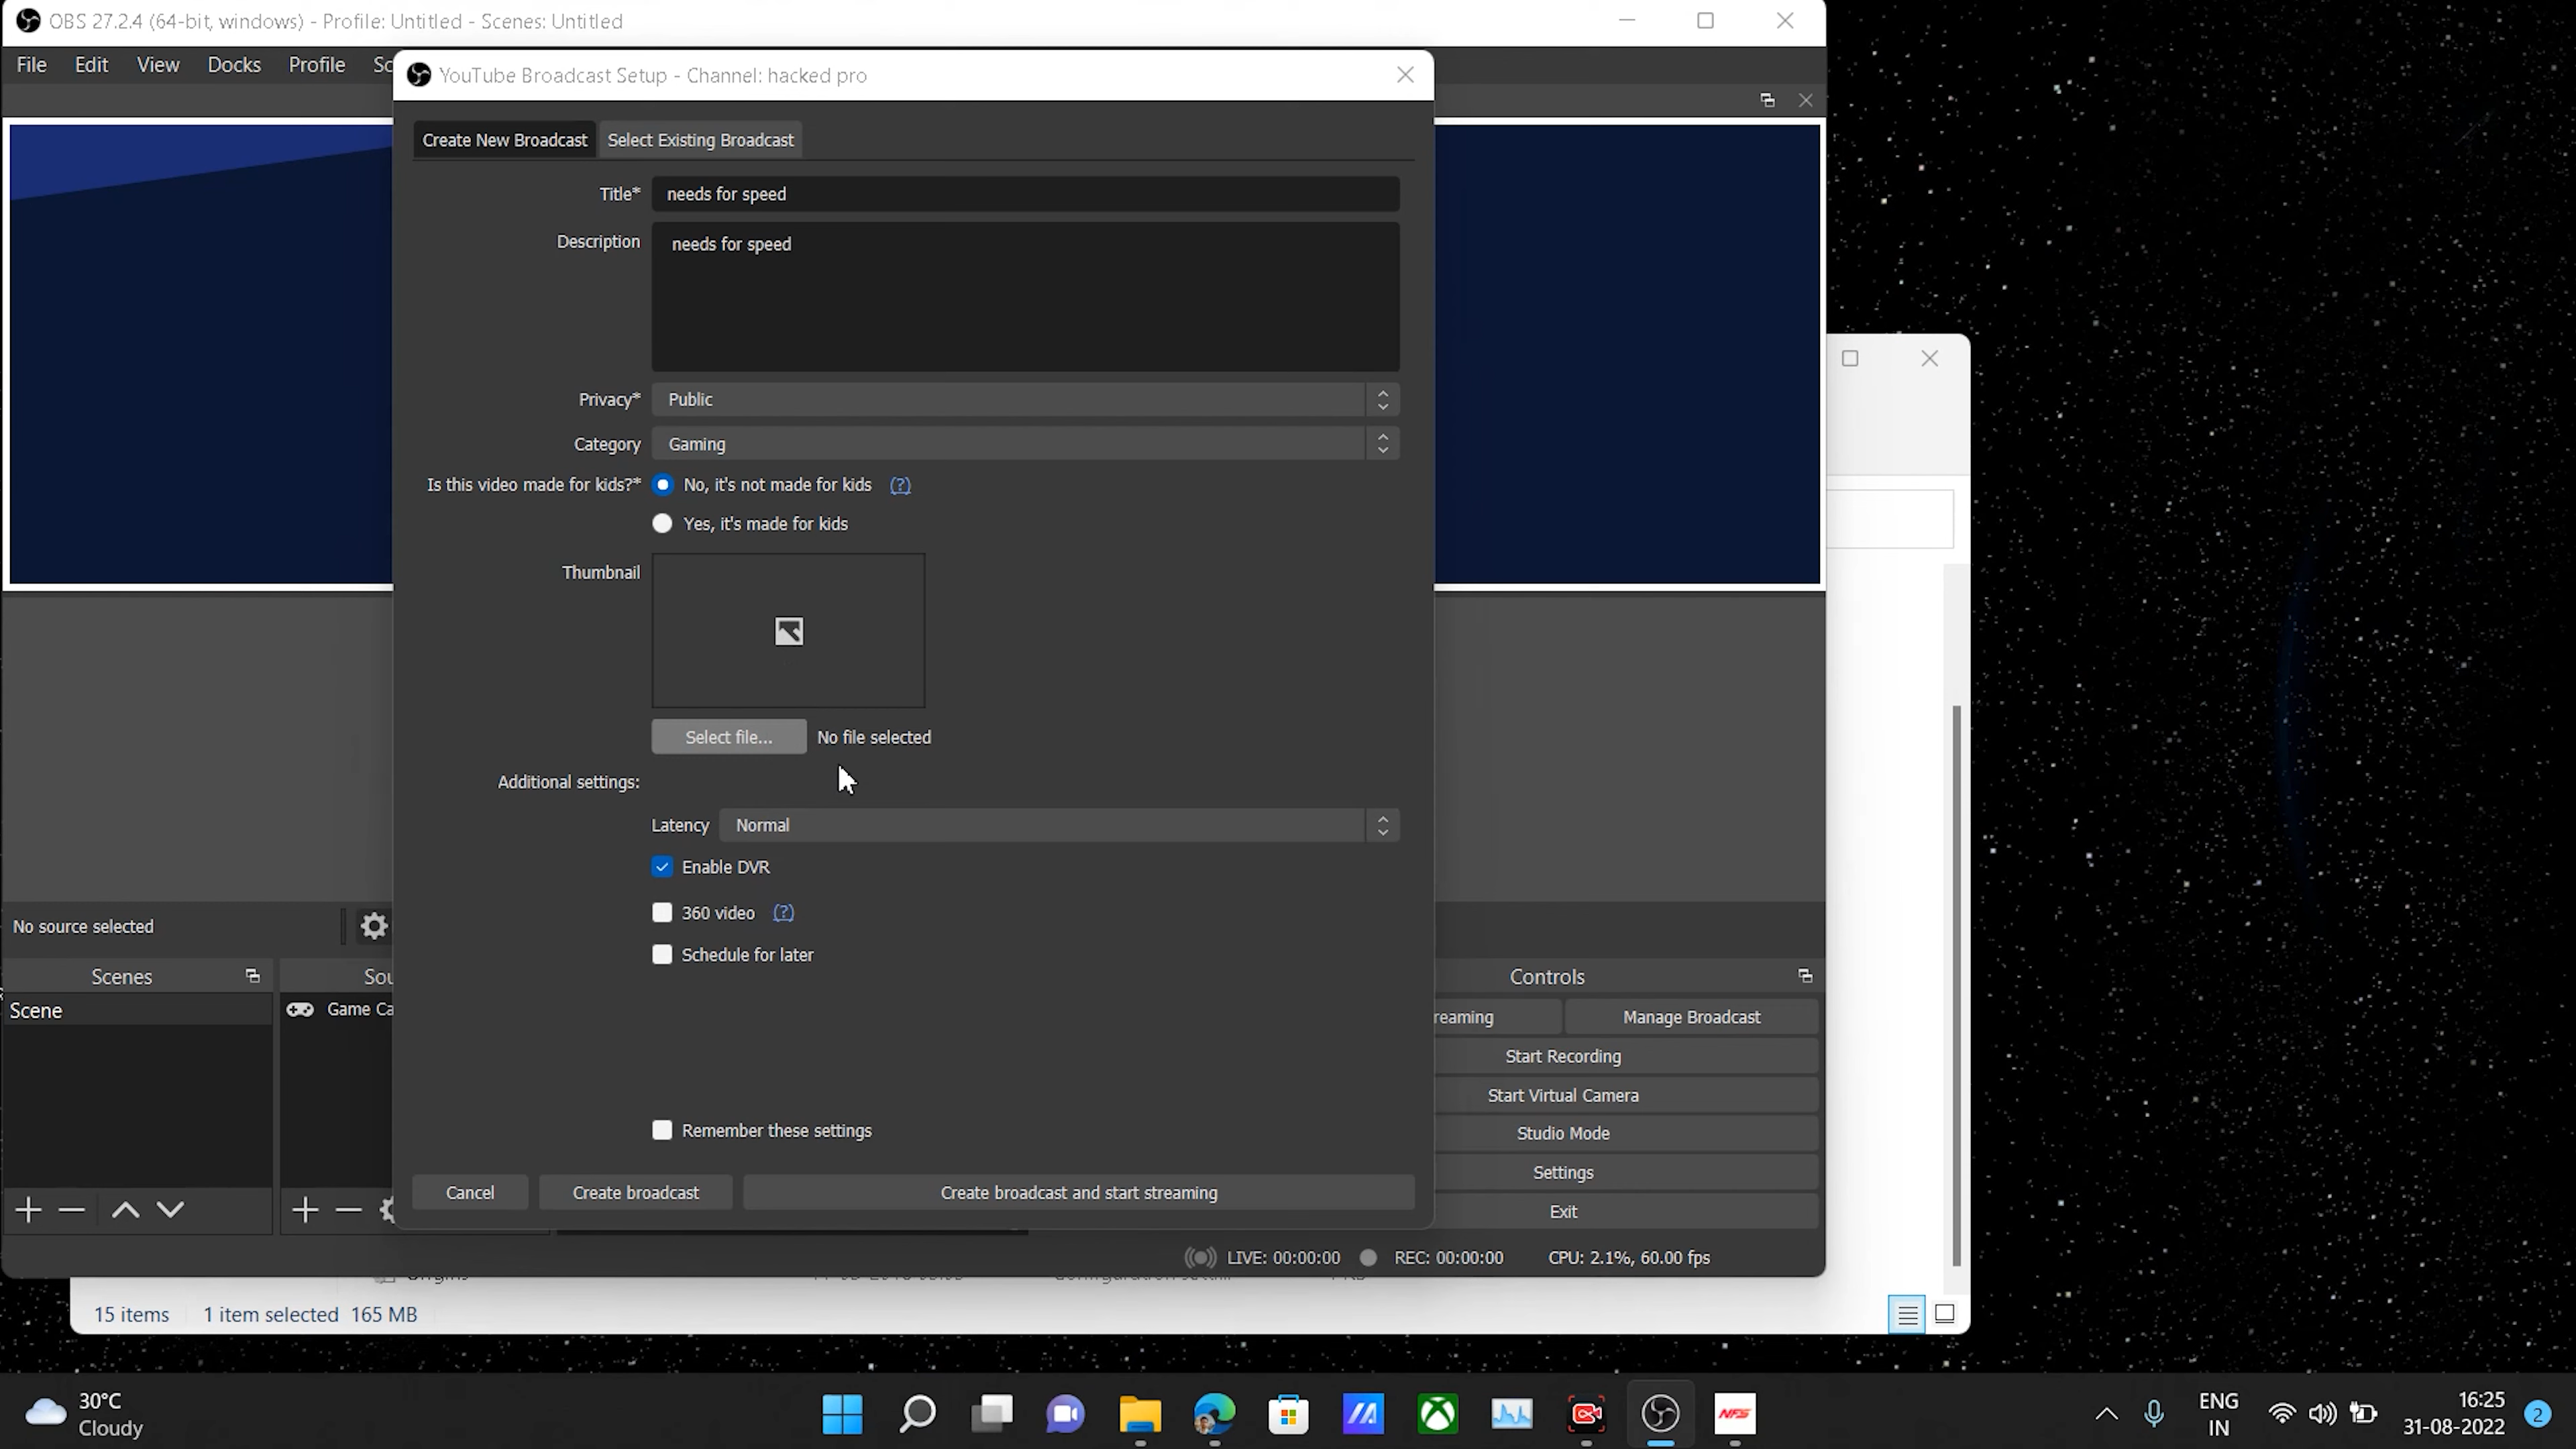 OBS 27.2.4 (64-bit, windows) - Profile: Untitled - Scenes: Untitled
File Edit View Docks Profile Sc
YouTube Broadcast Setup - Channel: hacked pro
Create New Broadcast Select Existing Broadcast
Title* needs for speed
Description needs for speed
Privacy* Public
Category Gaming
Is this video made for kids?* No, it's not made for kids (?)
Yes, it's made for kids
Thumbnail
Select file... No file selected
Additional settings:
Latency Normal
Enable DVR
360 video (?)
Schedule for later
Remember these settings
Cancel Create broadcast Create broadcast and start streaming
No source selected
Scenes Sou Controls
Scene Game Ca
reaming Manage Broadcast
Start Recording
Start Virtual Camera
Studio Mode
Settings
Exit
LIVE: 00:00:00 REC: 00:00:00 CPU: 2.1%, 60.00 fps
15 items 1 item selected 165 MB
30°C
Cloudy
NFS
ENG
IN
16:25
31-08-2022
2